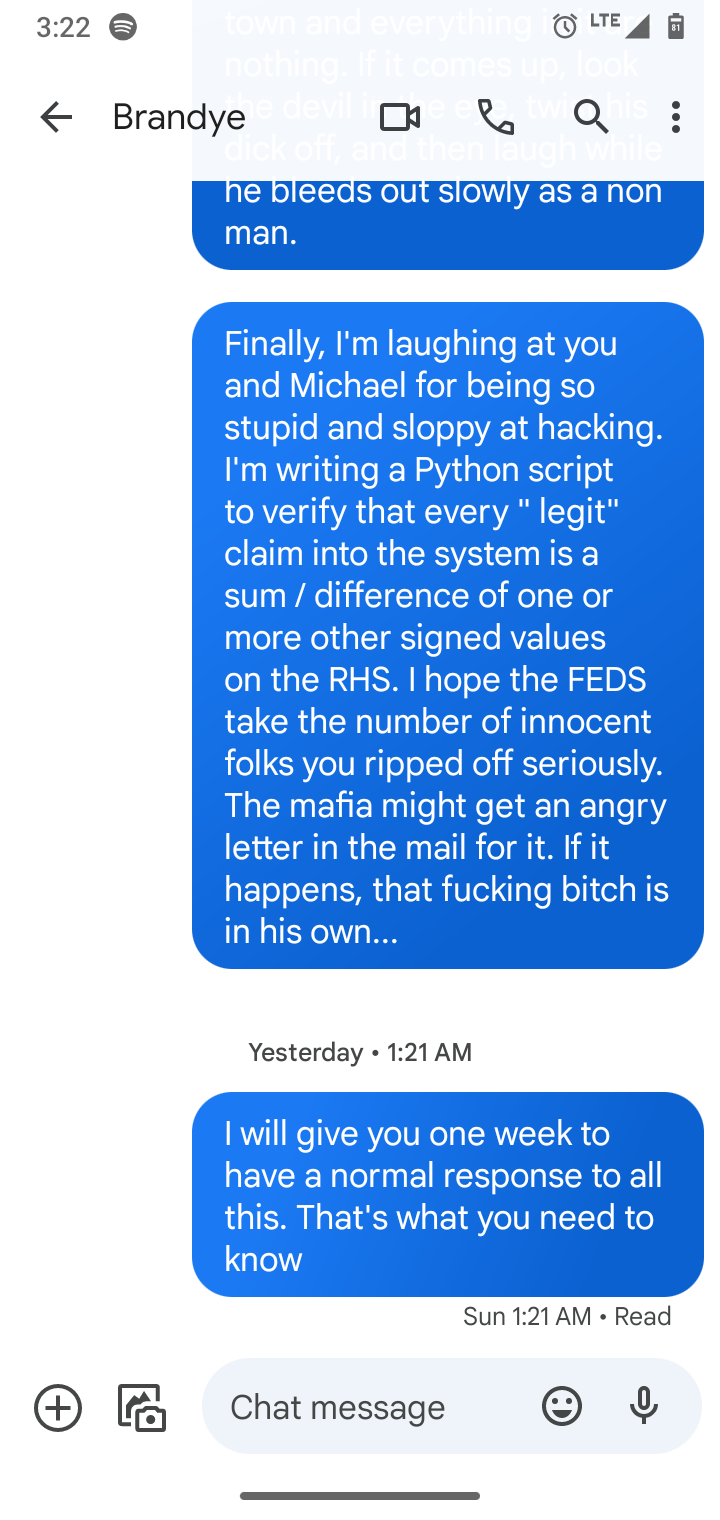 3:22
LTE
81
town and everything in it are
nothing. If it comes up, look
Brandye
the devil in the eye, twist his
dick off, and then laugh while
he bleeds out slowly as a non
man.
Finally, I'm laughing at you
and Michael for being so
stupid and sloppy at hacking.
I'm writing a Python script
to verify that every " legit"
claim into the system is a
sum / difference of one or
more other signed values
on the RHS. I hope the FEDS
take the number of innocent
folks you ripped off seriously.
The mafia might get an angry
letter in the mail for it. If it
happens, that fucking bitch is
in his own...
Yesterday • 1:21 AM
I will give you one week to
have a normal response to all
this. That's what you need to
know
Sun 1:21 AM • Read
Chat message